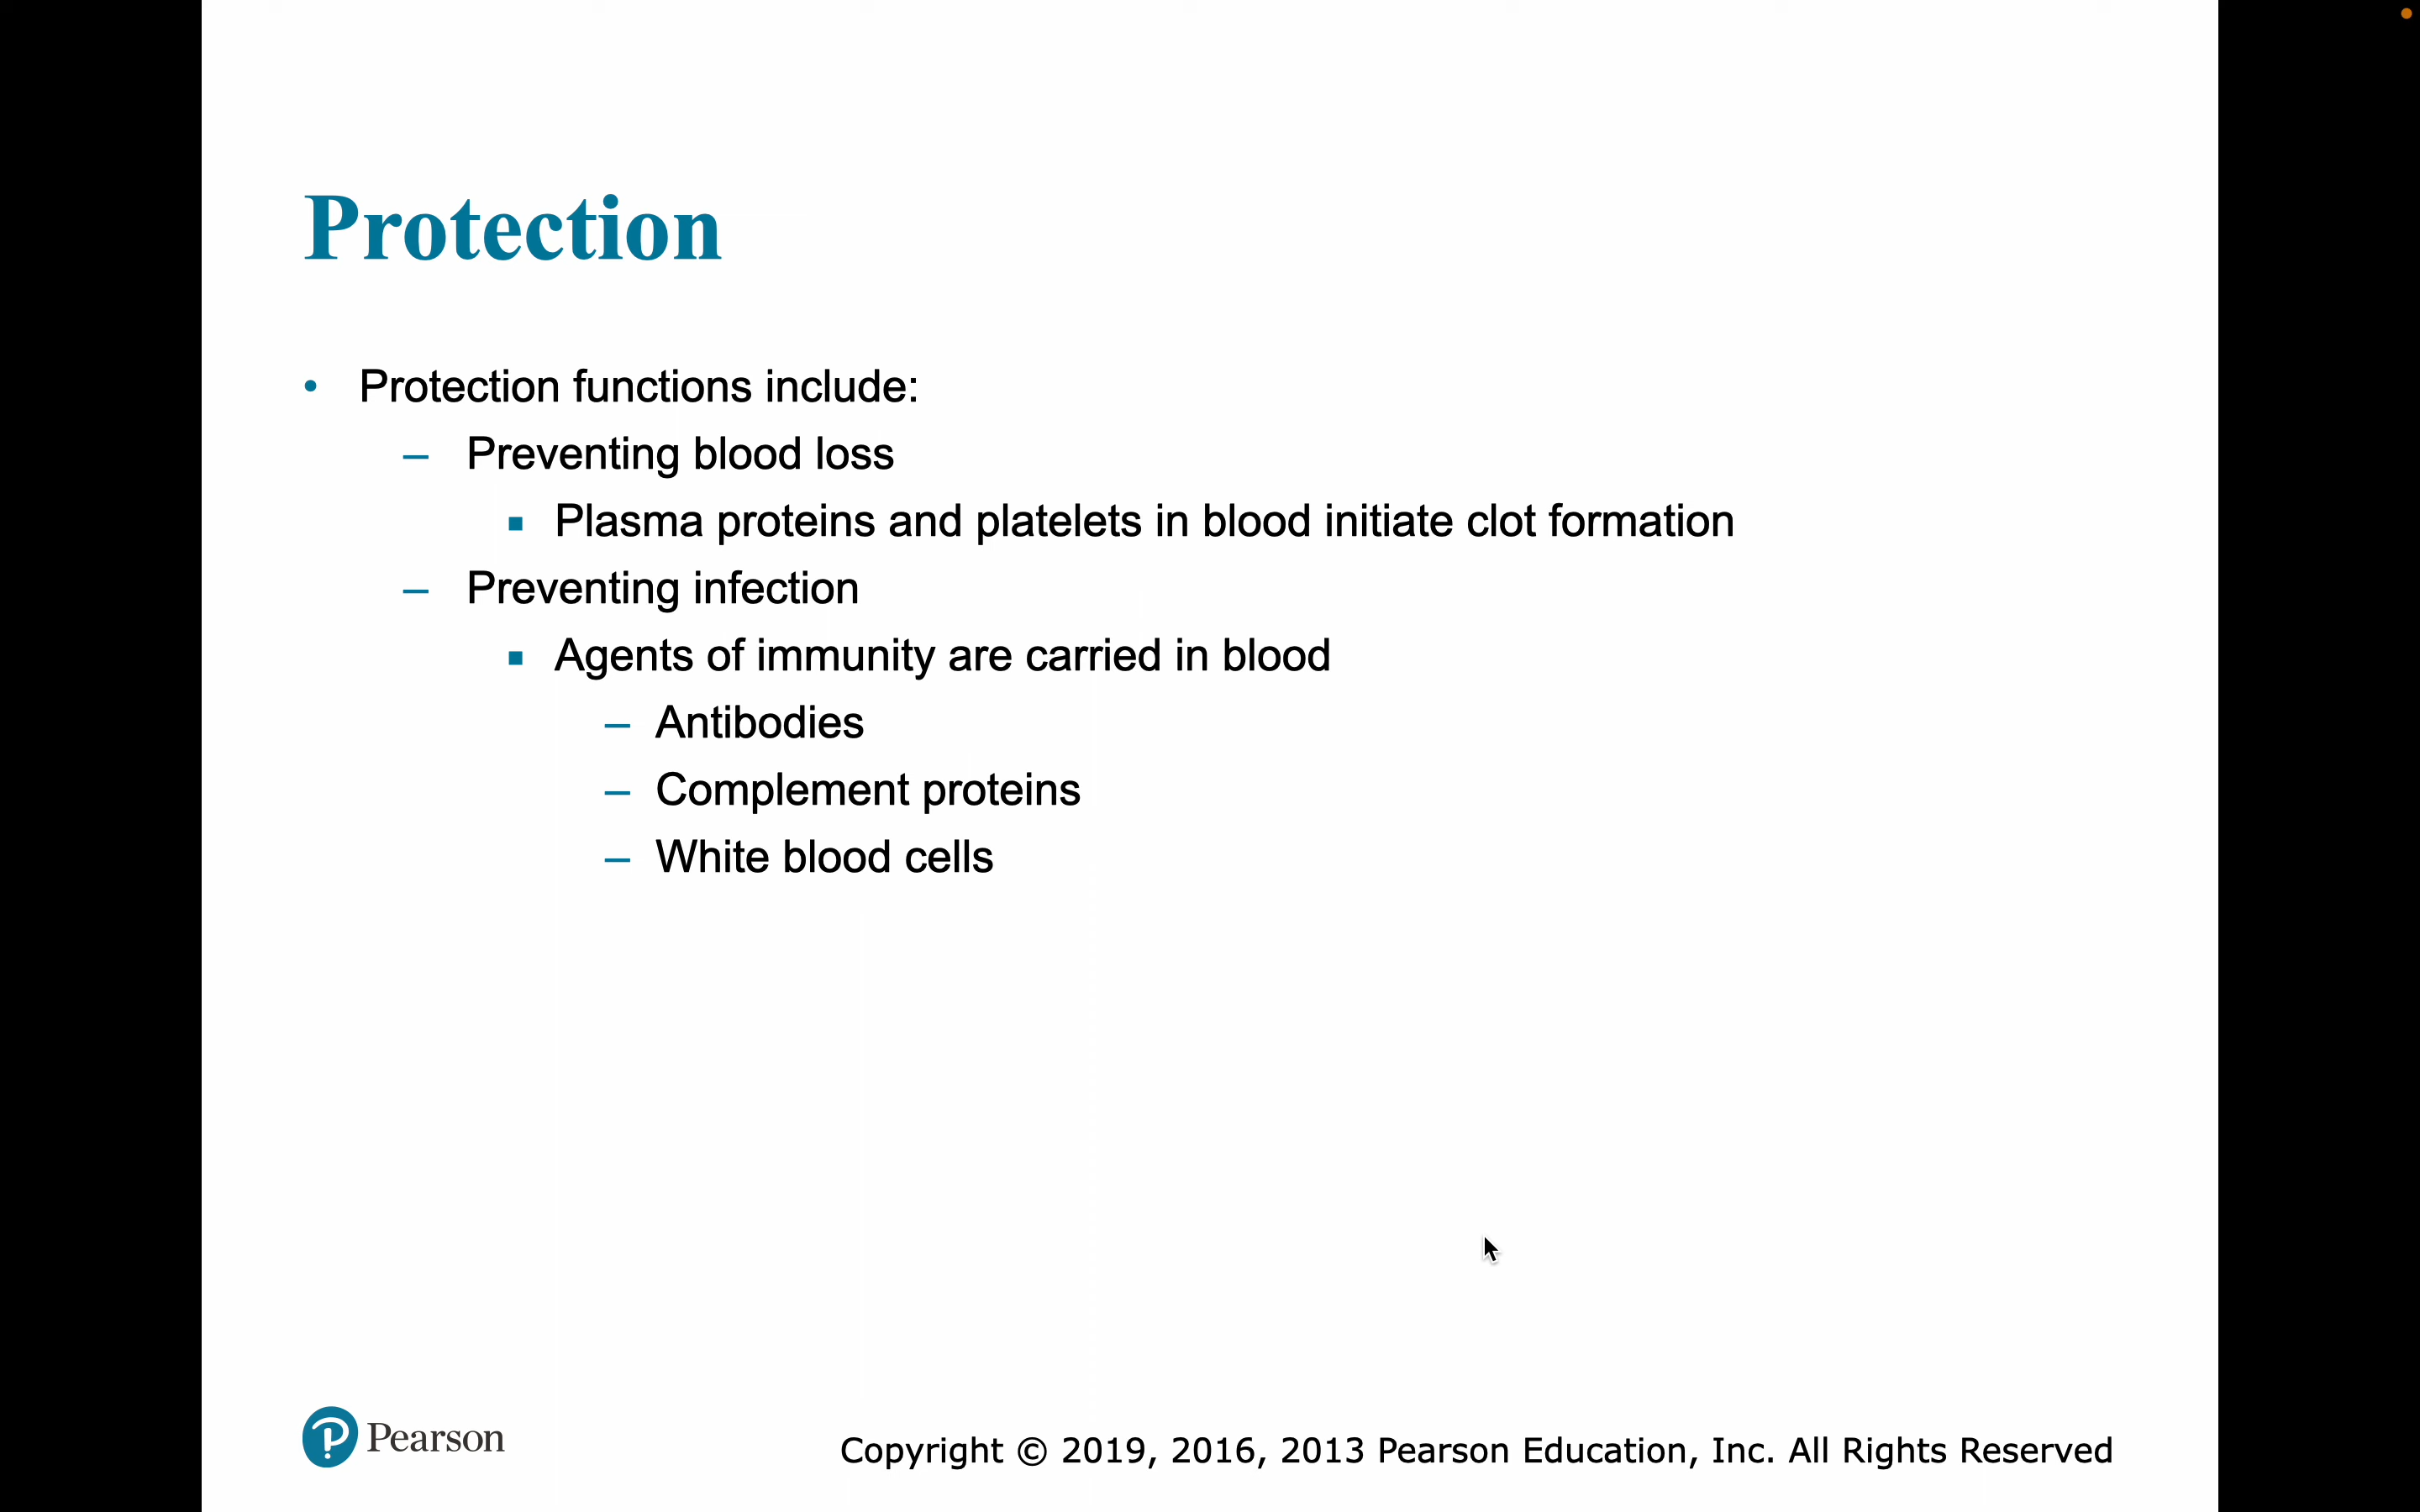 Protection
• Protection functions include:
– Preventing blood loss
▪ Plasma proteins and platelets in blood initiate clot formation
– Preventing infection
▪ Agents of immunity are carried in blood
– Antibodies
– Complement proteins
– White blood cells
Pearson
Copyright © 2019, 2016, 2013 Pearson Education, Inc. All Rights Reserved